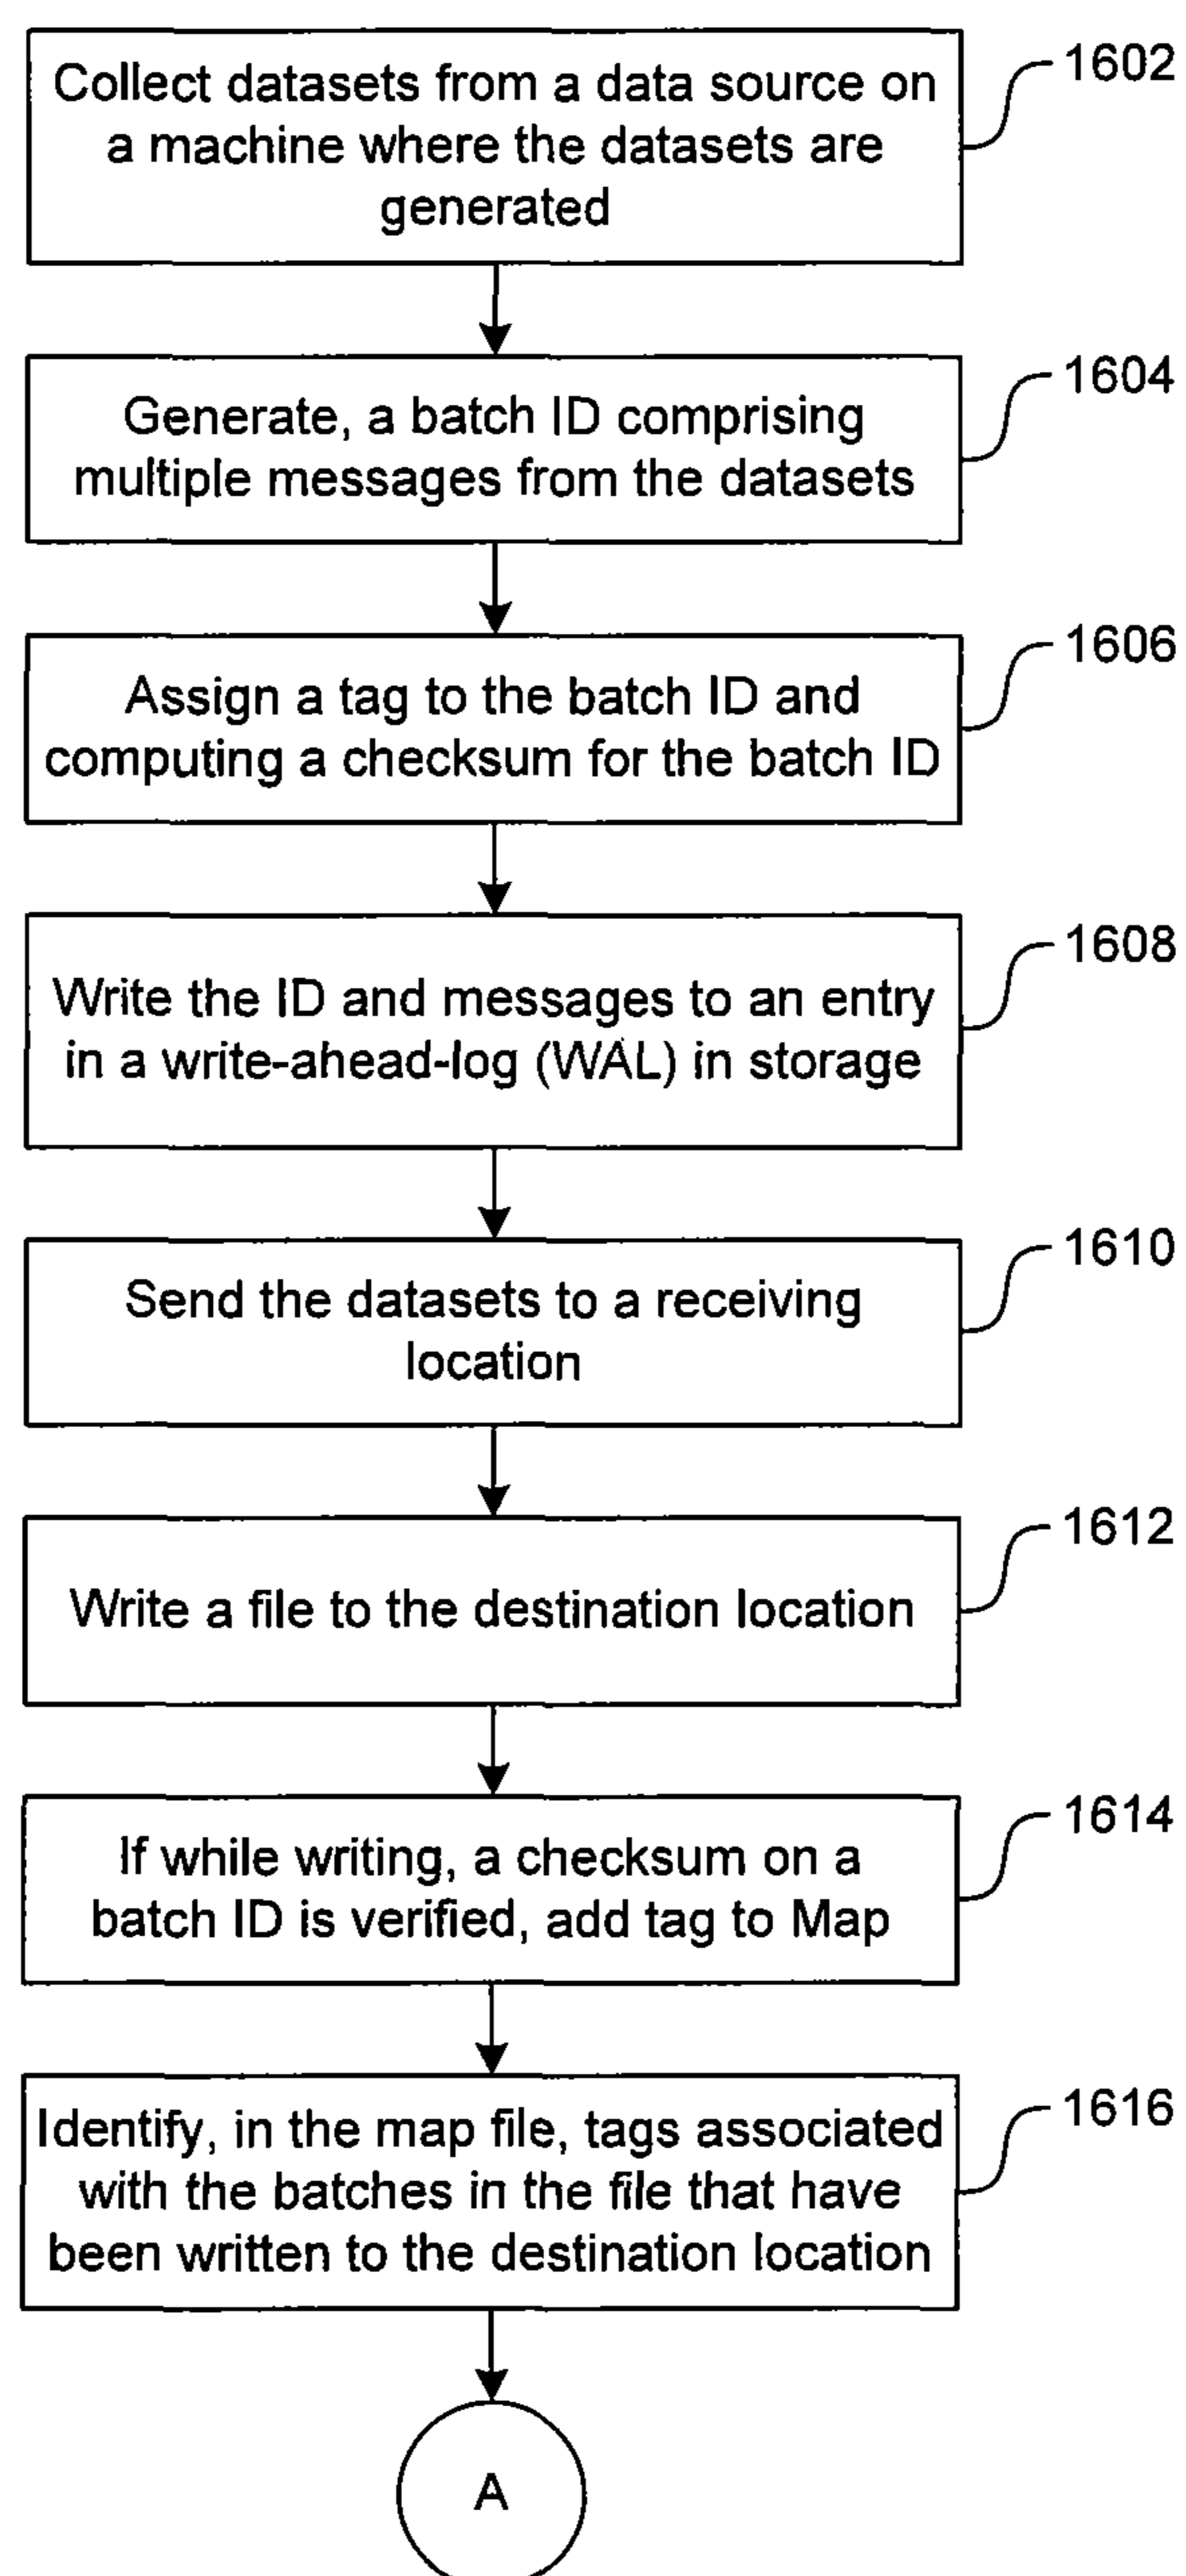 Collect datasets from a data source on
a machine where the datasets are
generated
1602
Generate, a batch ID comprising
multiple messages from the datasets
1604
Assign a tag to the batch ID and
computing a checksum for the batch ID
1606
Write the ID and messages to an entry
in a write-ahead-log (WAL) in storage
1608
Send the datasets to a receiving
location
1610
Write a file to the destination location
1612
If while writing, a checksum on a
batch ID is verified, add tag to Map
1614
Identify, in the map file, tags associated
with the batches in the file that have
been written to the destination location
1616
A